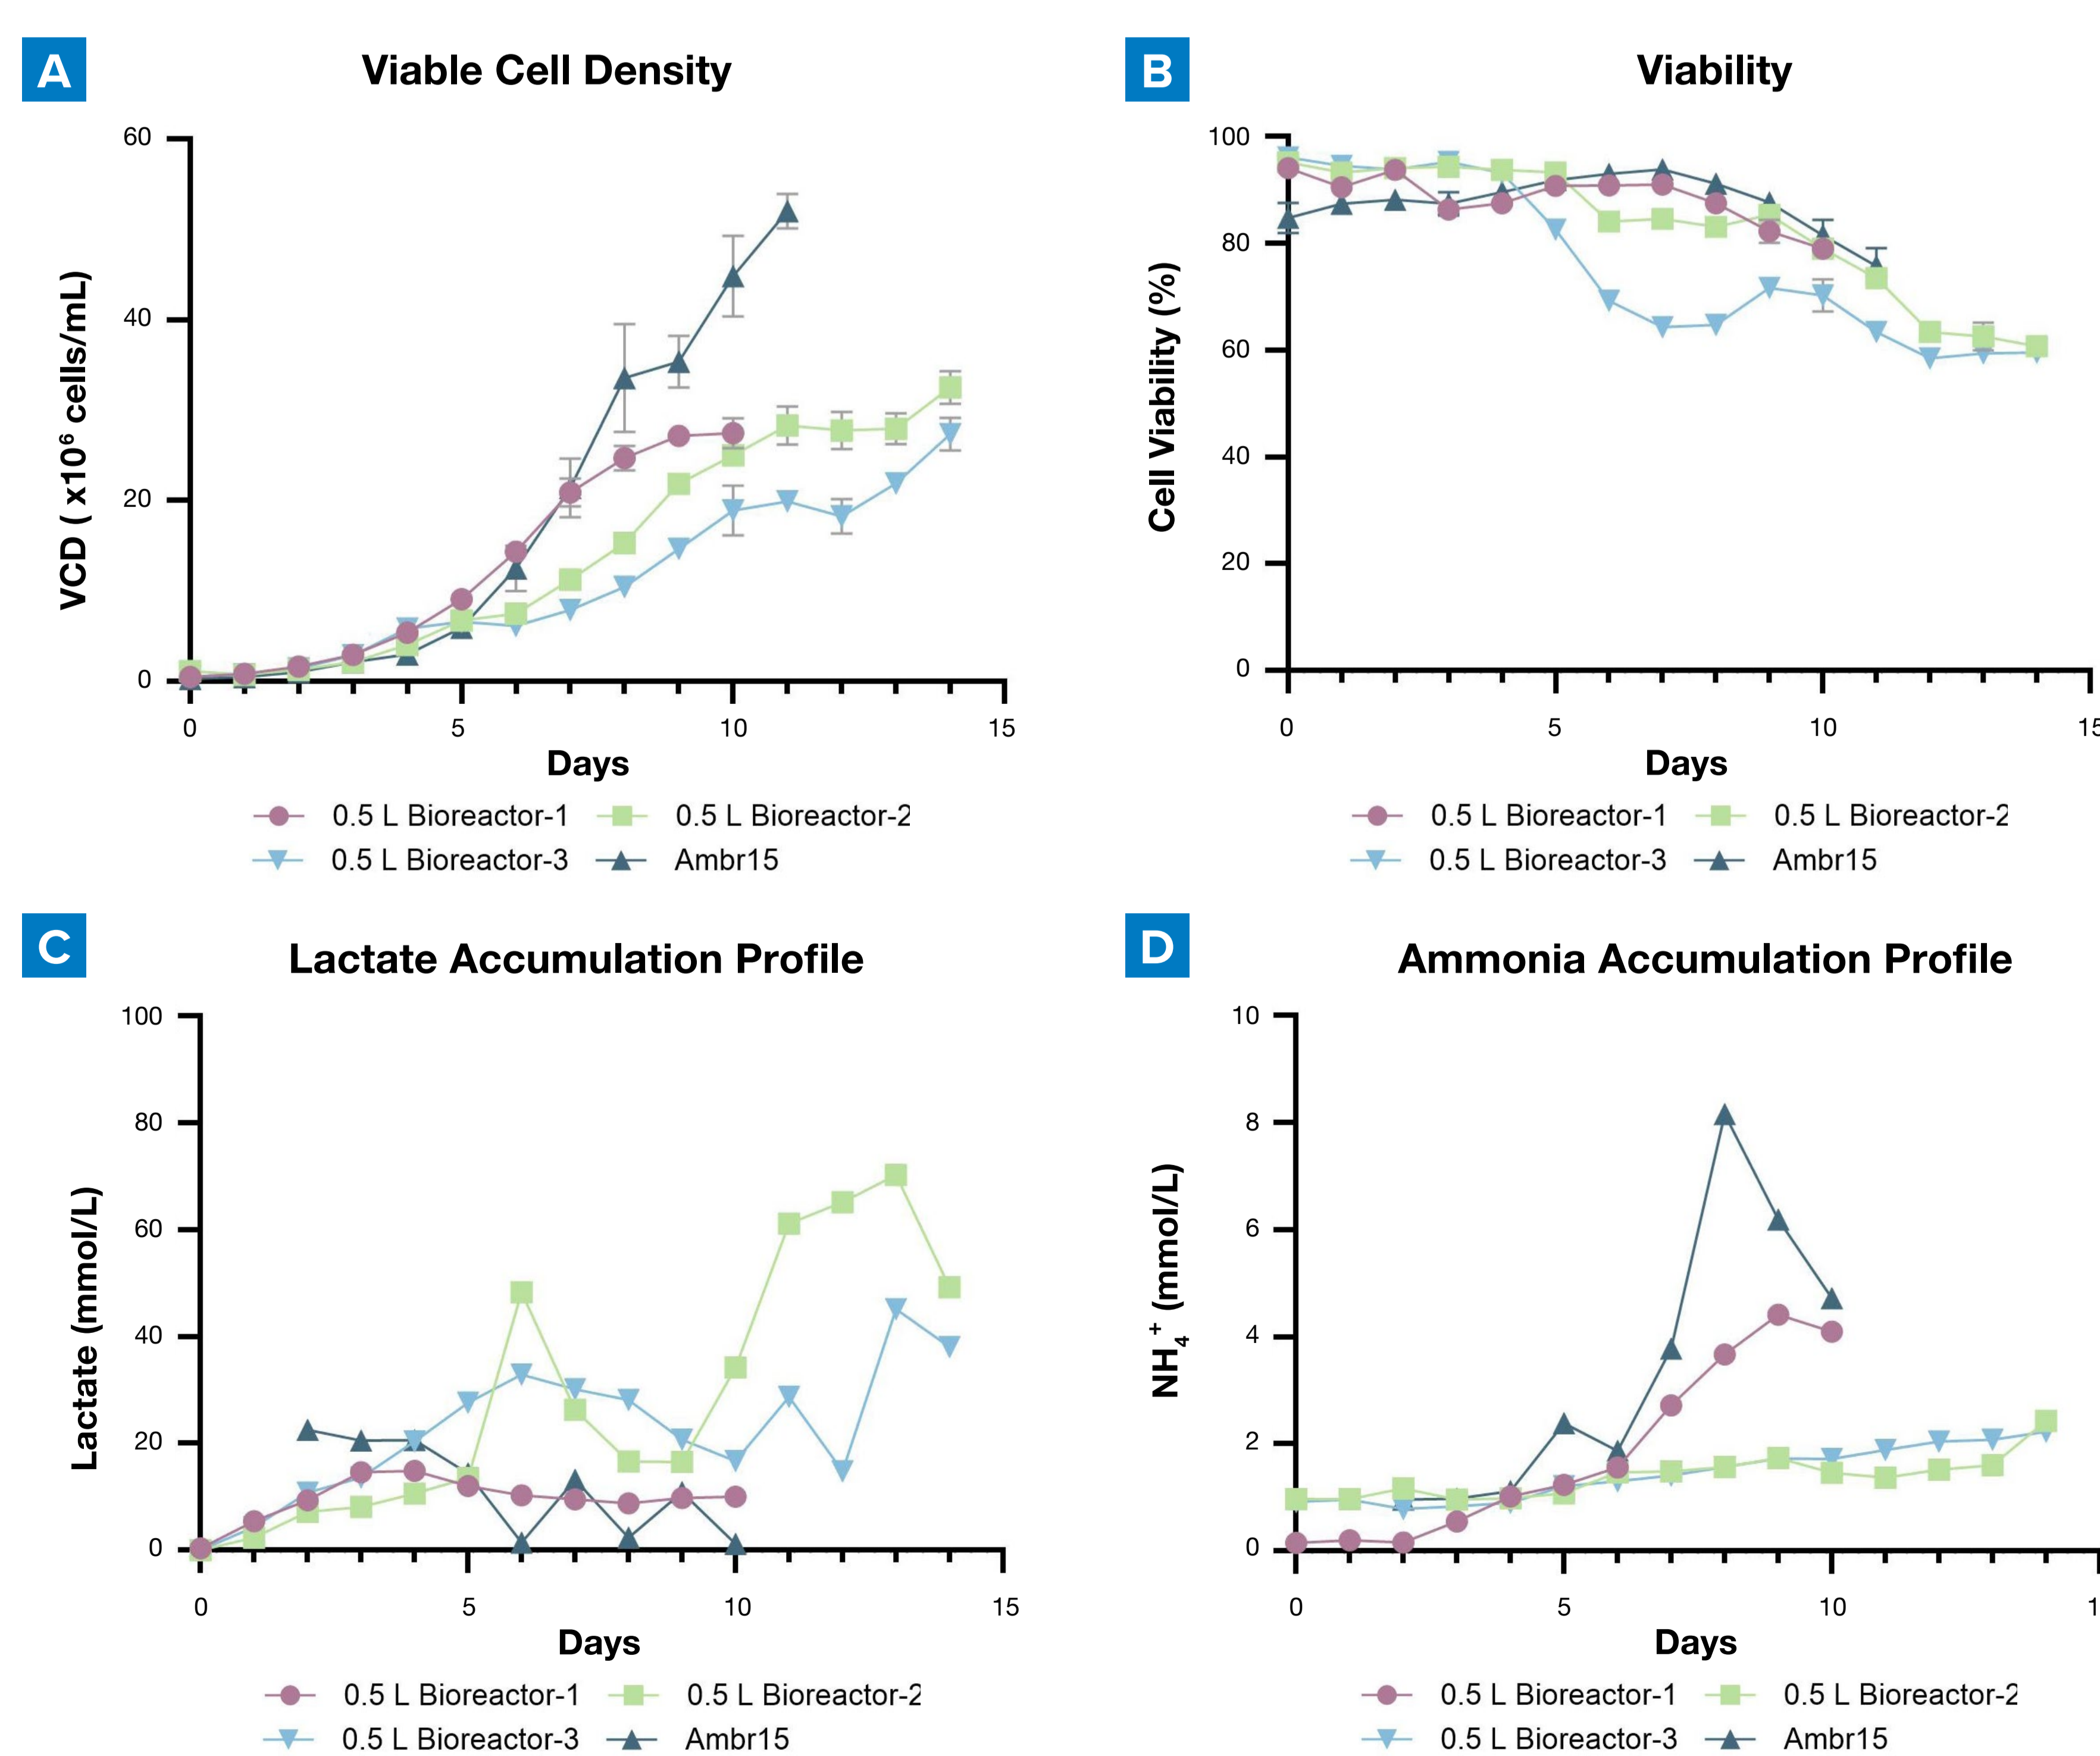 A
Viable Cell Density
60
40
20
0
VCD ( x10⁶ cells/mL)
0 5 10 15
Days
0.5 L Bioreactor-1 0.5 L Bioreactor-2
0.5 L Bioreactor-3 Ambr15
B
Viability
100
80
60
40
20
0
Cell Viability (%)
0 5 10 15
Days
0.5 L Bioreactor-1 0.5 L Bioreactor-2
0.5 L Bioreactor-3 Ambr15
C
Lactate Accumulation Profile
100
80
60
40
20
0
Lactate (mmol/L)
0 5 10 15
Days
0.5 L Bioreactor-1 0.5 L Bioreactor-2
0.5 L Bioreactor-3 Ambr15
D
Ammonia Accumulation Profile
10
8
6
4
2
0
NH₄⁺ (mmol/L)
0 5 10 1
Days
0.5 L Bioreactor-1 0.5 L Bioreactor-2
0.5 L Bioreactor-3 Ambr15